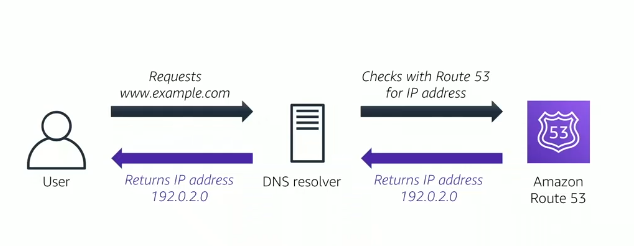 Requests
www.example.com
Checks with Route 53
for IP address
53
User
Returns IP address
192.0.2.0
DNS resolver
Returns IP address
192.0.2.0
Amazon
Route 53